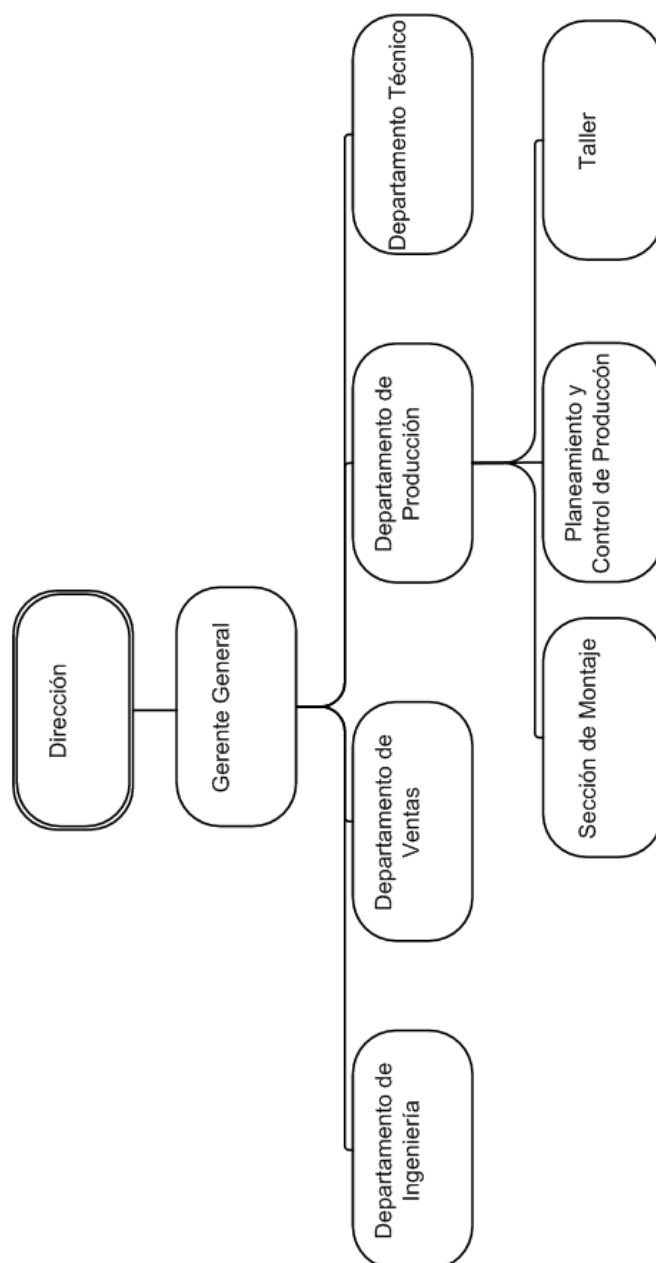 Dirección
Gerente General
Departamento de
Ingeniería
Departamento de
Ventas
Departamento de
Producción
Departamento Técnico
Sección de Montaje
Planeamiento y
Control de Produccón
Taller